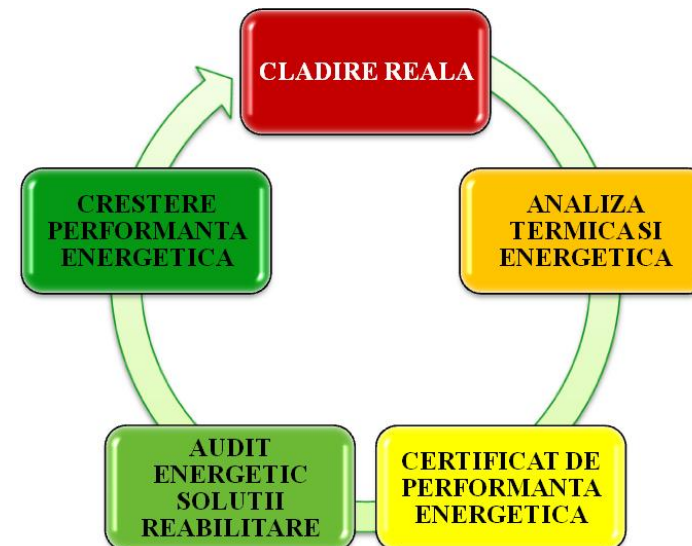 CLADIRE REALA
ANALIZA
TERMICA SI
ENERGETICA
CERTIFICAT DE
PERFORMANTA
ENERGETICA
AUDIT
ENERGETIC
SOLUTII
REABILITARE
CRESTERE
PERFORMANTA
ENERGETICA